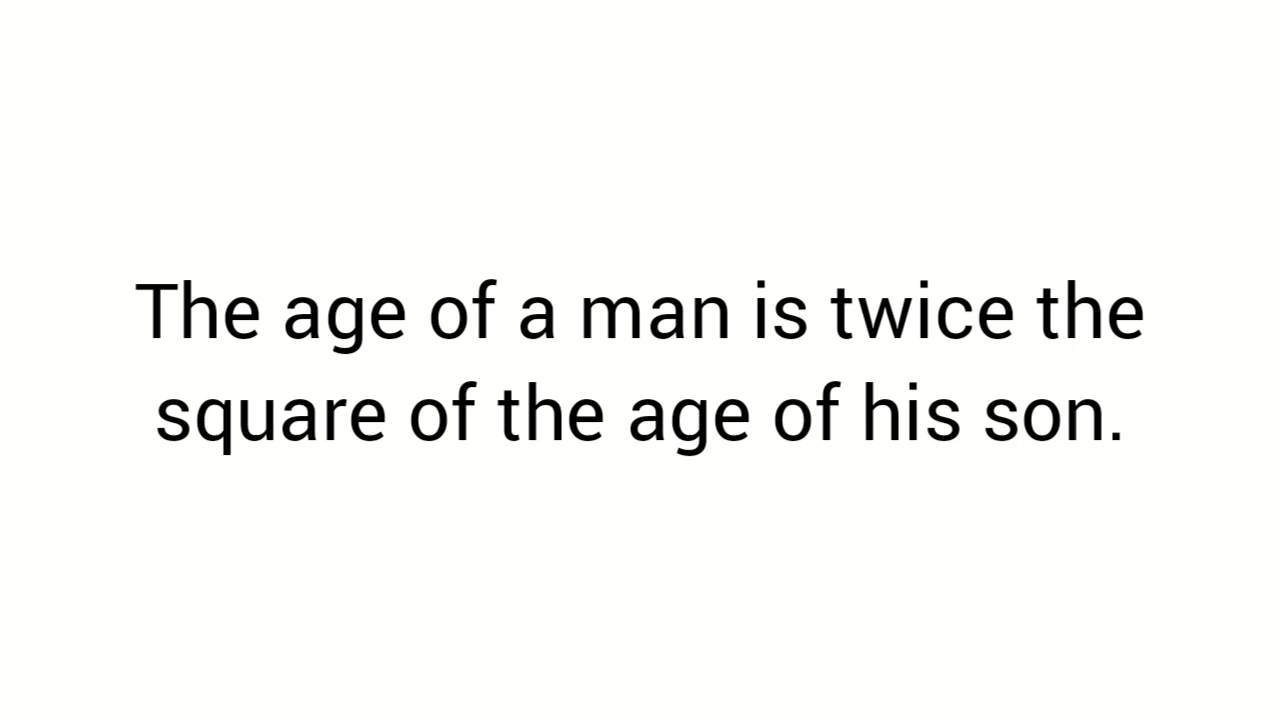 The age of a man is twice the
square of the age of his son.